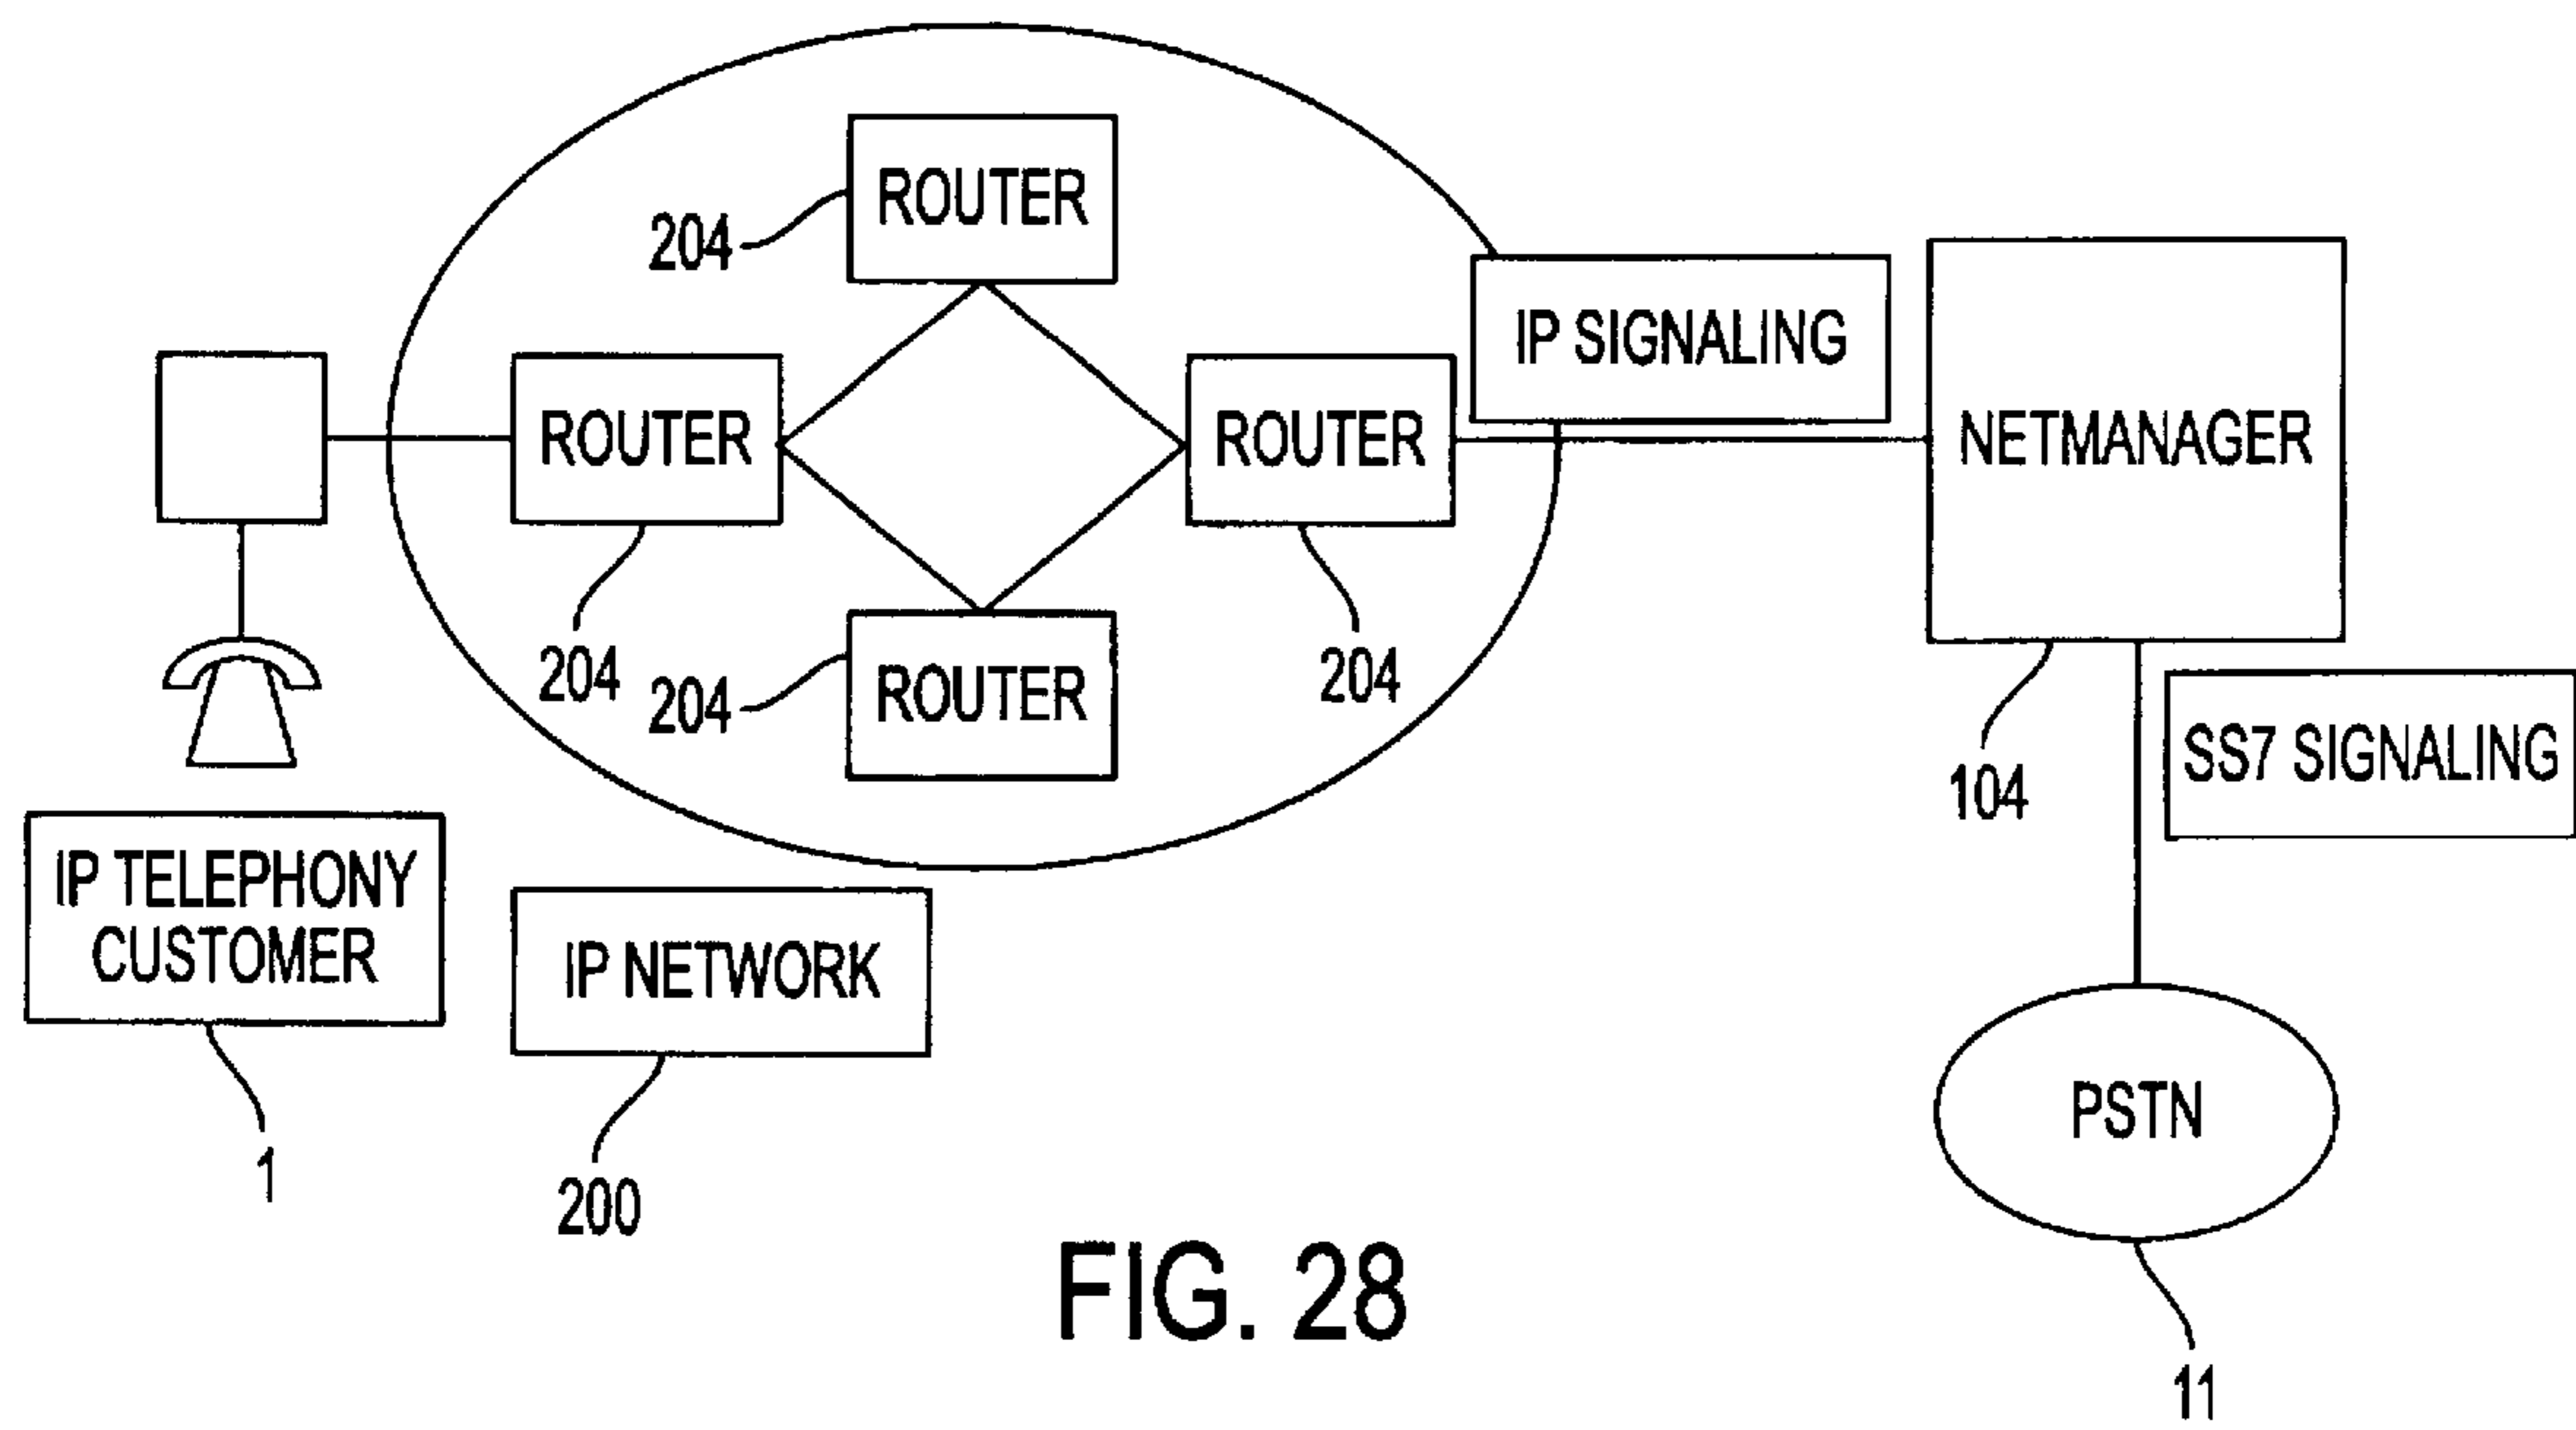 ROUTER
204
IP SIGNALING
ROUTER
ROUTER
NETMANAGER
204
204
ROUTER
204
104
SS7 SIGNALING
IP TELEPHONY
CUSTOMER
IP NETWORK
PSTN
1
200
FIG. 28
11